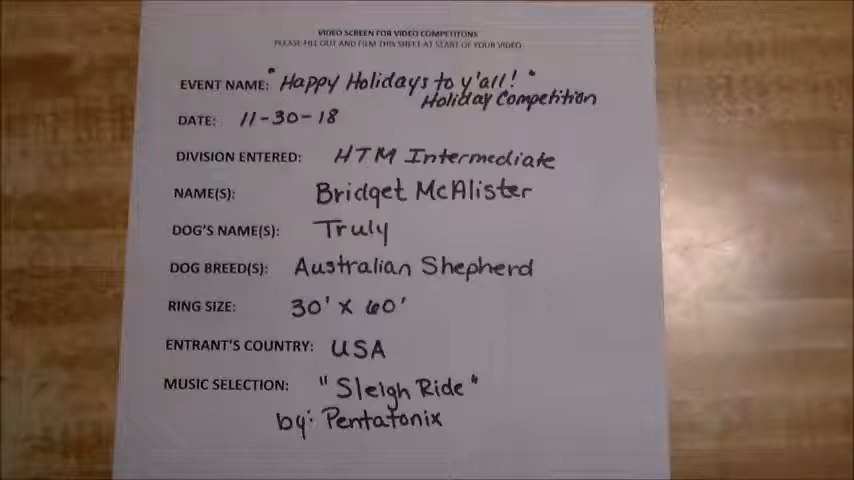 VIDEO SCREEN FOR VIDEO COMPETITONS
PLEASE FILL OUT AND FILM THIS SHEET AT START OF YOUR VIDEO
EVENT NAME: "Happy Holidays to y'all!"
Holiday Competition
DATE: 11-30-18
DIVISION ENTERED: HTM Intermediate
NAME(S): Bridget McAlister
DOG'S NAME(S): Truly
DOG BREED(S): Australian Shepherd
RING SIZE: 30' x 60'
ENTRANT'S COUNTRY: USA
MUSIC SELECTION: "Sleigh Ride"
by: Pentatonix